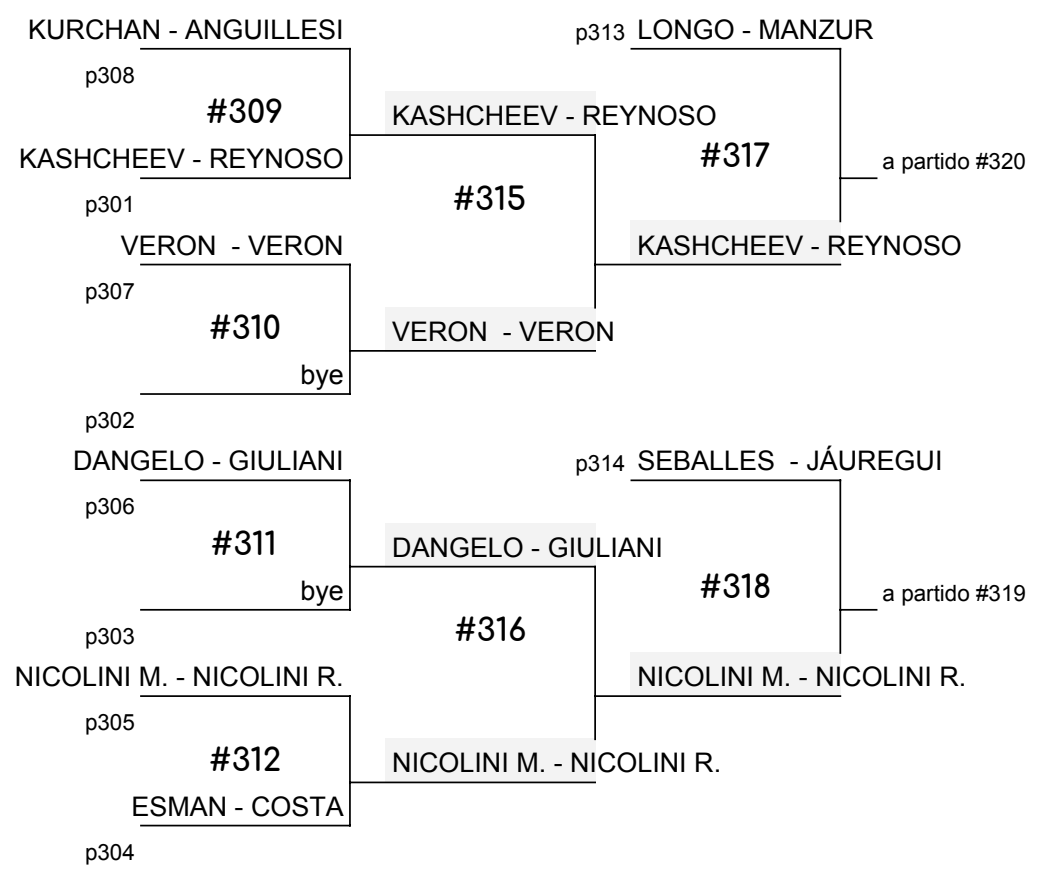 KURCHAN - ANGUILLESI
p313 LONGO - MANZUR
p308
#309
KASHCHEEV - REYNOSO
KASHCHEEV - REYNOSO
#317
a partido #320
p301
#315
VERON  - VERON
KASHCHEEV - REYNOSO
p307
#310
VERON  - VERON
bye
p302
DANGELO - GIULIANI
p314 SEBALLES  - JÁUREGUI
p306
#311
DANGELO - GIULIANI
bye
#318
a partido #319
p303
#316
NICOLINI M. - NICOLINI R.
NICOLINI M. - NICOLINI R.
p305
#312
NICOLINI M. - NICOLINI R.
ESMAN - COSTA
p304